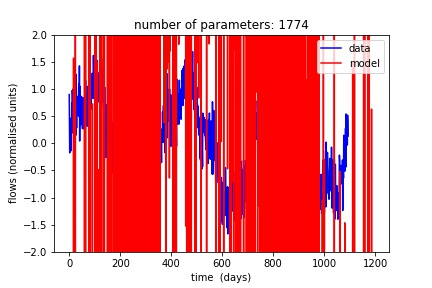 number of parameters: 1774
data
model
2.0
1.5
1.0
0.5
0.0
−0.5
−1.0
−1.5
−2.0
flows (normalised units)
0 200 400 600 800 1000 1200
time (days)